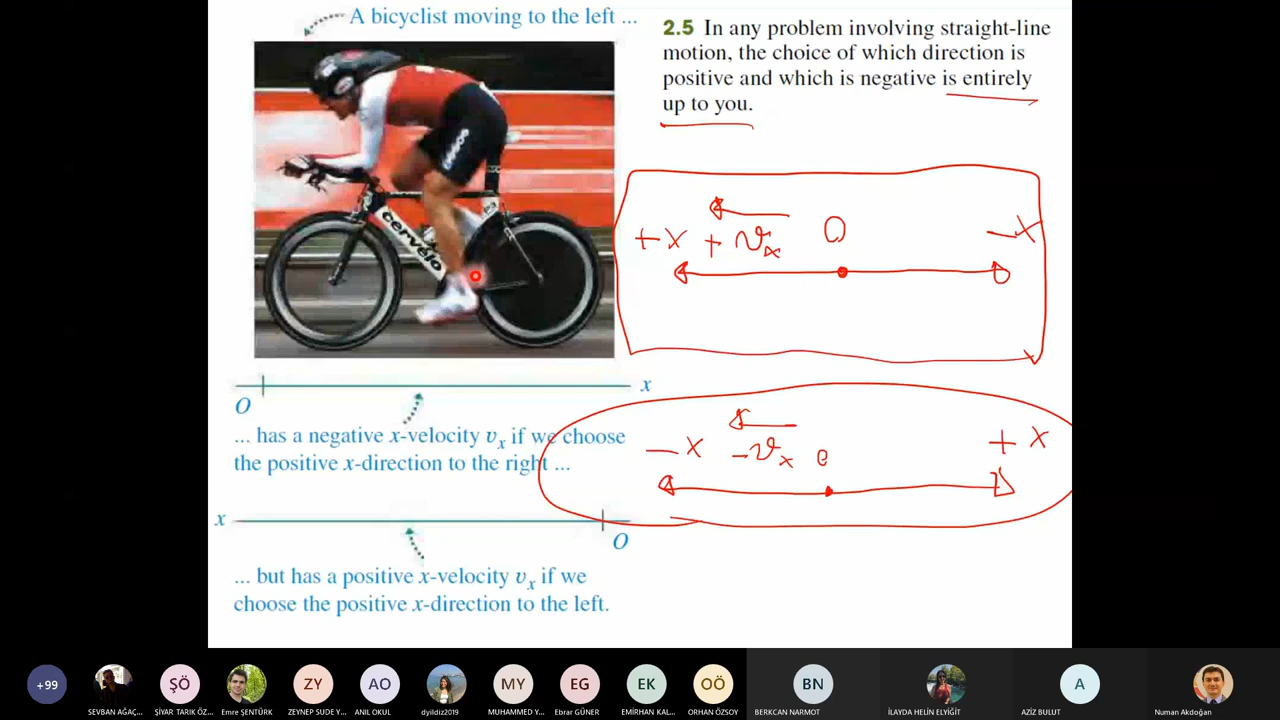 A bicyclist moving to the left ...
cervélo
2.5 In any problem involving straight-line
motion, the choice of which direction is
positive and which is negative is entirely
up to you.
+x +vx O -x
O x
... has a negative x-velocity vx if we choose
the positive x-direction to the right ...
-x -vx 0 +x
x O
... but has a positive x-velocity vx if we
choose the positive x-direction to the left.
+99 ŞÖ ZY AO MY EG EK OÖ BN A
SEVBAN AĞAÇ... ŞİYAR TARIK ÖZ... Emre ŞENTÜRK ZEYNEP SUDE Y... ANIL OKUL dyildiz2019 MUHAMMED Y... Ebrar GÜNER EMİRHAN KAL... ORHAN ÖZSOY BERKCAN NARMOT İLAYDA HELİN ELYİĞİT AZİZ BULUT Numan Akdoğan